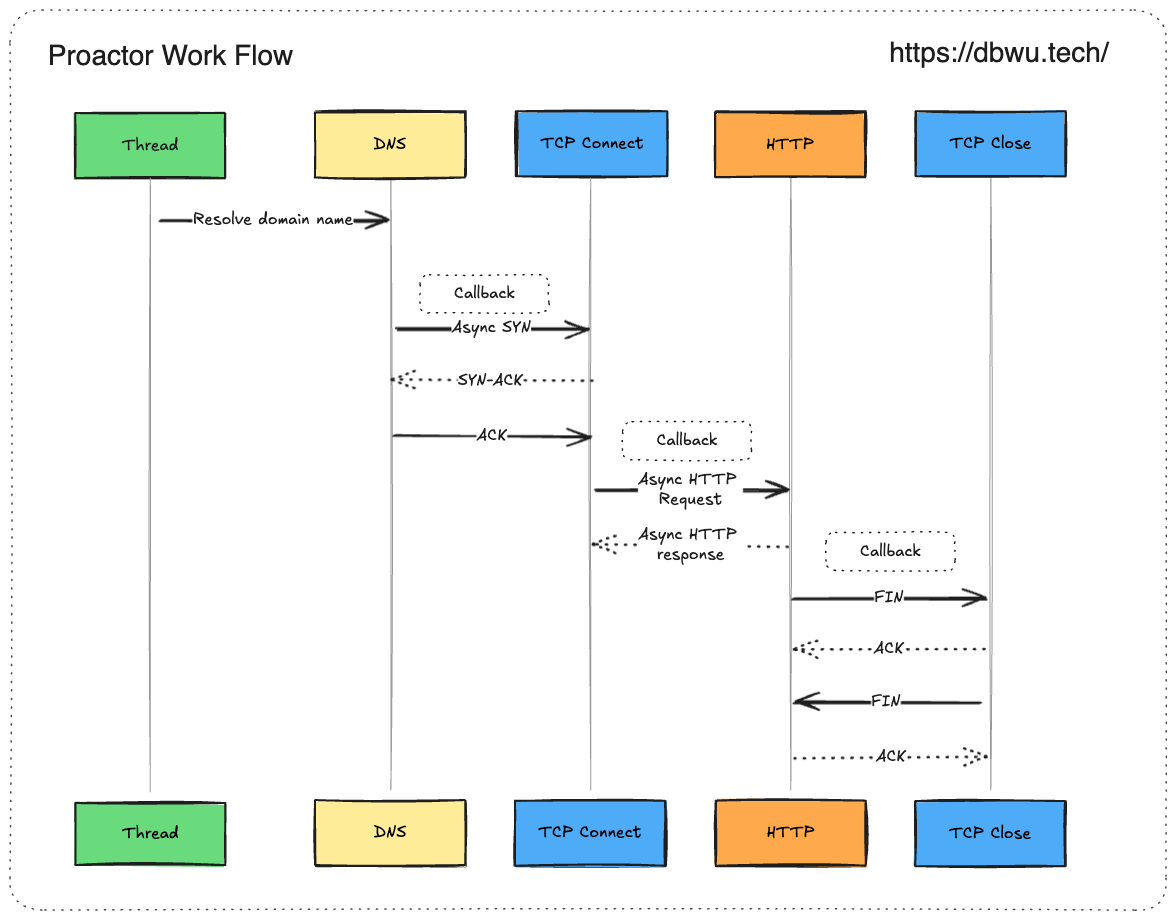 Proactor Work Flow
https://dbwu.tech/
Thread
DNS
TCP Connect
HTTP
TCP Close
Resolve domain name
Callback
Async SYN
SYN-ACK
ACK
Callback
Async HTTP
Request
Async HTTP
response
Callback
FIN
ACK
FIN
ACK
Thread
DNS
TCP Connect
HTTP
TCP Close